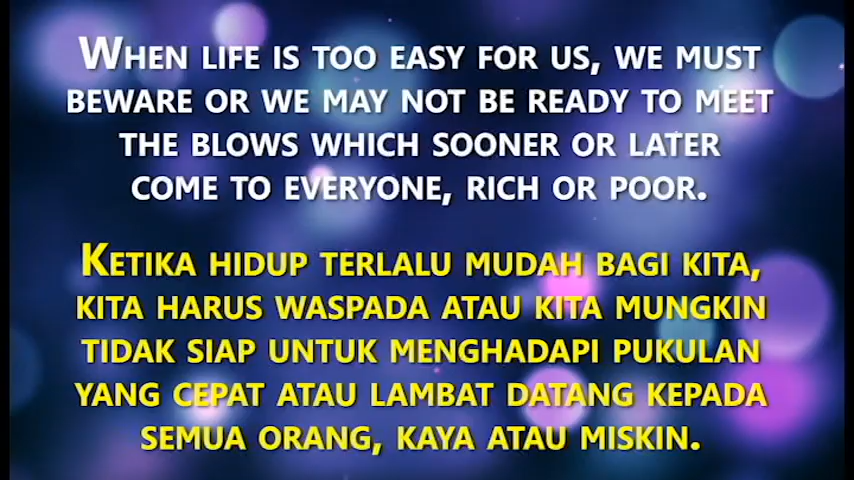 When life is too easy for us, we must
beware or we may not be ready to meet
the blows which sooner or later
come to everyone, rich or poor.
Ketika hidup terlalu mudah bagi kita,
kita harus waspada atau kita mungkin
tidak siap untuk menghadapi pukulan
yang cepat atau lambat datang kepada
semua orang, kaya atau miskin.